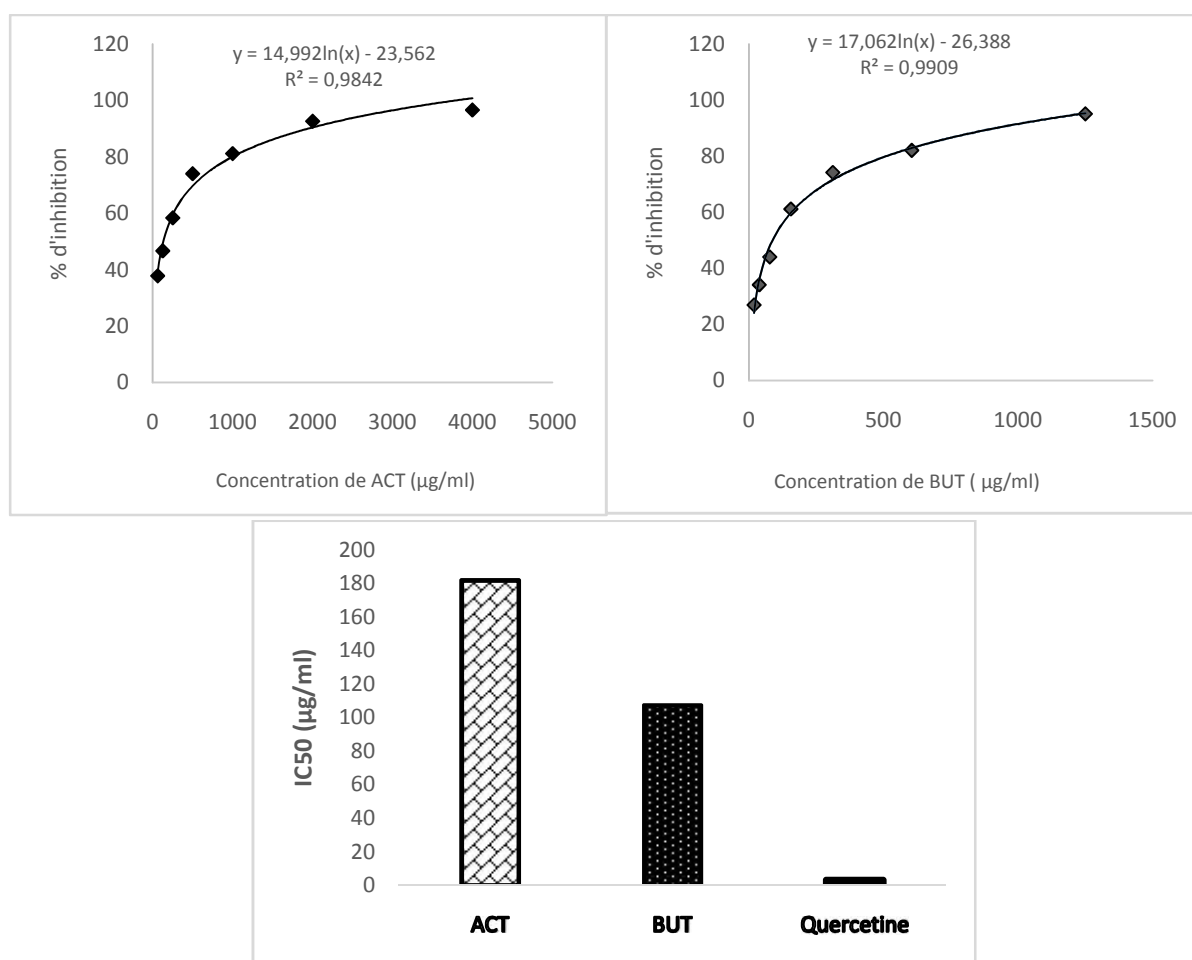 y = 14,992ln(x) - 23,562
R² = 0,9842
120
100
80
60
40
20
0
% d'inhibition
0 1000 2000 3000 4000 5000
Concentration de ACT (µg/ml)
y = 17,062ln(x) - 26,388
R² = 0,9909
120
100
80
60
40
20
0
% d'inhibition
0 500 1000 1500
Concentration de BUT ( µg/ml)
200
180
160
140
120
100
80
60
40
20
0
IC50 (µg/ml)
ACT BUT Quercetine